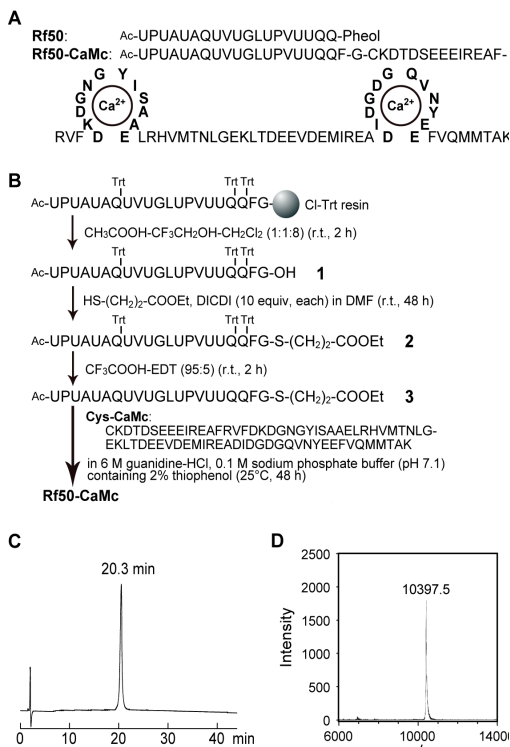 A
Rf50: Ac-UPUAUAQUVUGLUPVUUQQ-Pheol
Rf50-CaMc: Ac-UPUAUAQUVUGLUPVUUQQF-G-CKDTDSEEEIREAF-
G Y
N I
G S
D Ca²⁺ A
K A
RVF D E LRHVMTNLGEKLTDEEVDEMIREA
G Q
D V
G N
D Ca²⁺ Y
I E
D E FVQMMTAK
B
Trt Trt Trt
Ac-UPUAUAQUVUGLUPVUUQQFG- Cl-Trt resin
CH₃COOH-CF₃CH₂OH-CH₂Cl₂ (1:1:8) (r.t., 2 h)
Trt Trt Trt
Ac-UPUAUAQUVUGLUPVUUQQFG-OH 1
HS-(CH₂)₂-COOEt, DICDI (10 equiv, each) in DMF (r.t., 48 h)
Trt Trt Trt
Ac-UPUAUAQUVUGLUPVUUQQFG-S-(CH₂)₂-COOEt 2
CF₃COOH-EDT (95:5) (r.t., 2 h)
Ac-UPUAUAQUVUGLUPVUUQQFG-S-(CH₂)₂-COOEt 3
Cys-CaMc:
CKDTDSEEEIREAFRVFDKDGNGYISAAELRHVMTNLG-
EKLTDEEVDEMIREADIDGDGQVNYEEFVQMMTAK
in 6 M guanidine-HCl, 0.1 M sodium phosphate buffer (pH 7.1)
containing 2% thiophenol (25°C, 48 h)
Rf50-CaMc
C
20.3 min
0 10 20 30 40 min
D
Intensity
2500
2000
1500
1000
500
0
10397.5
6000 10000 14000